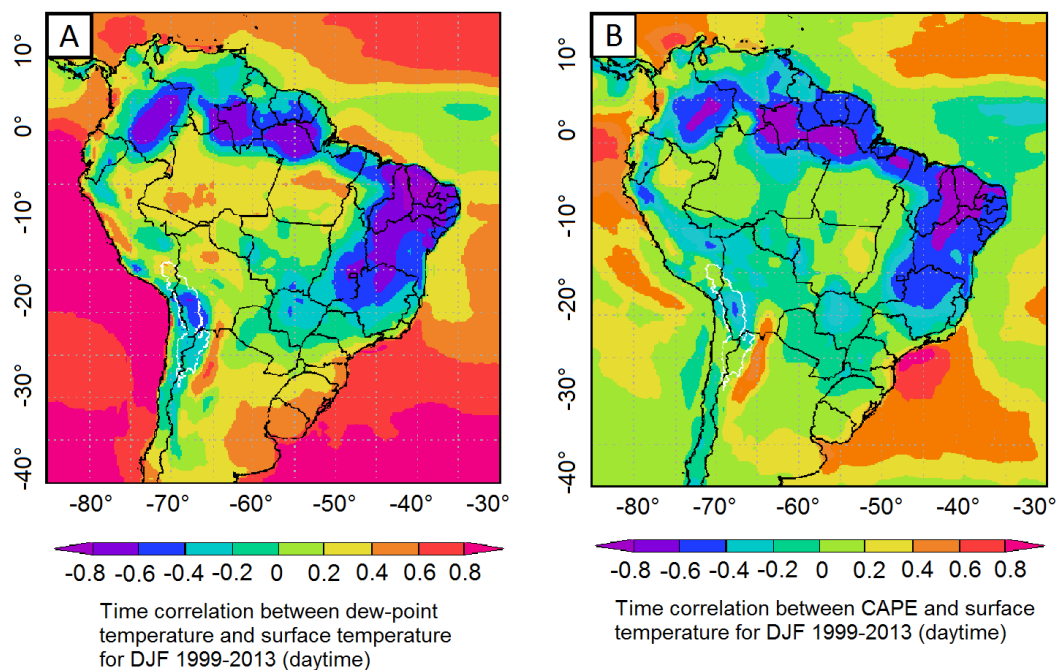 A
B
10°
0°
-10°
-20°
-30°
-40°
10°
0°
-10°
-20°
-30°
-40°
-80° -70° -60° -50° -40° -30°
-80° -70° -60° -50° -40° -30°
-0.8 -0.6 -0.4 -0.2 0 0.2 0.4 0.6 0.8
-0.8 -0.6 -0.4 -0.2 0 0.2 0.4 0.6 0.8
Time correlation between dew-point
temperature and surface temperature
for DJF 1999-2013 (daytime)
Time correlation between CAPE and surface
temperature for DJF 1999-2013 (daytime)